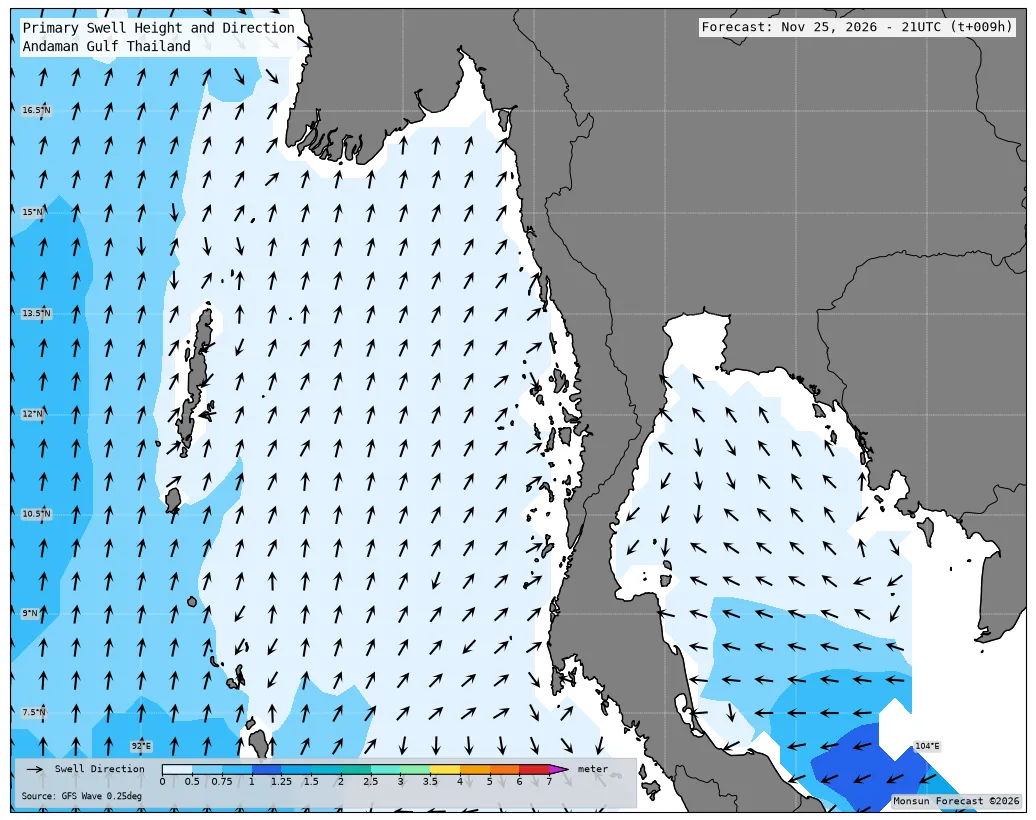 Primary Swell Height and Direction
Andaman Gulf Thailand
Forecast: Nov 25, 2026 - 21UTC (t+009h)
16.5°N
15°N
13.5°N
12°N
10.5°N
9°N
7.5°N
92°E
104°E
Swell Direction
0 0.5 0.75 1 1.25 1.5 2 2.5 3 3.5 4 5 6 7
meter
Source: GFS Wave 0.25deg
Monsun Forecast ©2026